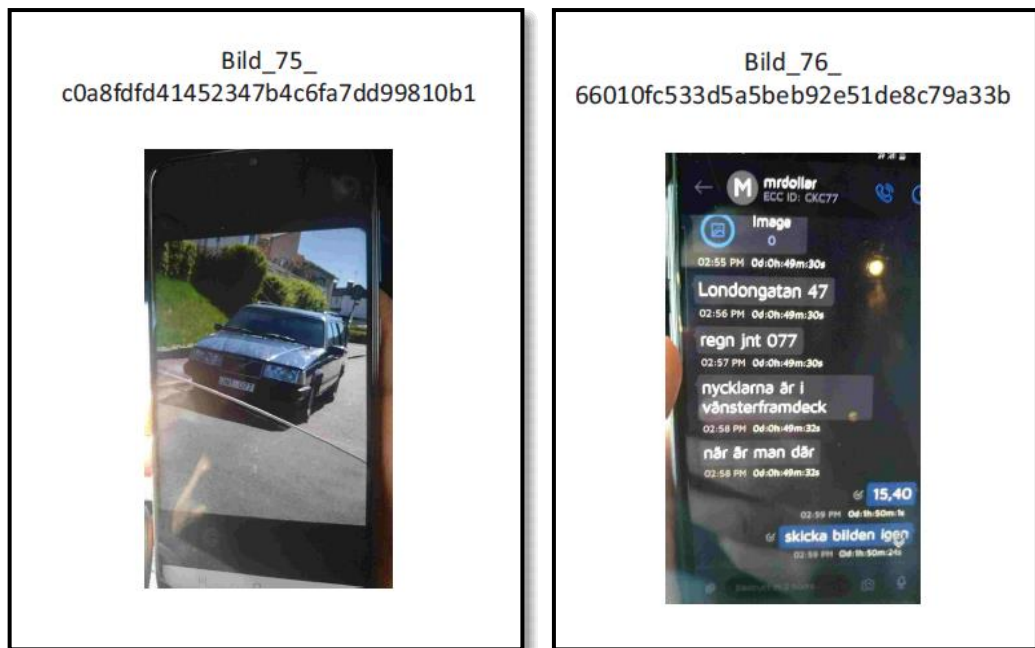 Bild_75_
c0a8fdfd41452347b4c6fa7dd99810b1
JNT 077
Bild_76_
66010fc533d5a5beb92e51de8c79a33b
M
mrdollar
ECC ID: CKC77
Image
0
02:55 PM 0d:0h:49m:30s
Londongatan 47
02:56 PM 0d:0h:49m:30s
regn jnt 077
02:57 PM 0d:0h:49m:30s
nycklarna är i
vänsterframdeck
02:58 PM 0d:0h:49m:32s
när är man där
02:58 PM 0d:0h:49m:32s
15,40
02:59 PM 0d:1h:50m:1s
skicka bilden igen
02:59 PM 0d:1h:50m:24s